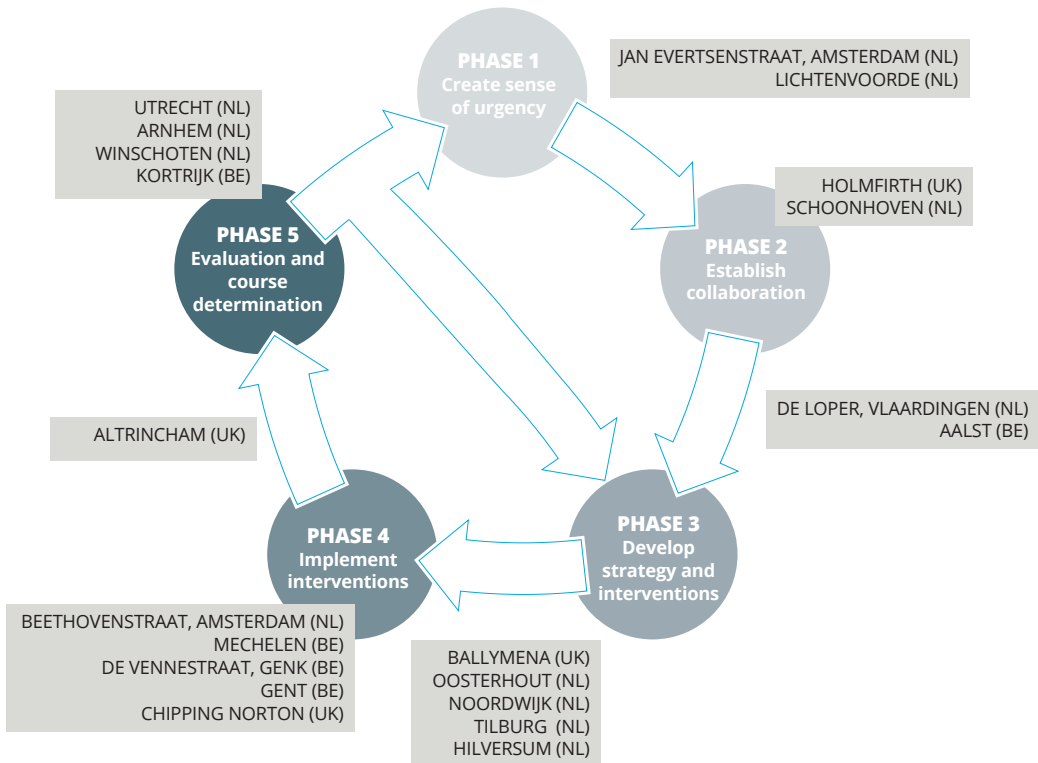 PHASE 1
Create sense
of urgency
JAN EVERTSENSTRAAT, AMSTERDAM (NL)
LICHTENVOORDE (NL)
HOLMFIRTH (UK)
SCHOONHOVEN (NL)
PHASE 2
Establish
collaboration
DE LOPER, VLAARDINGEN (NL)
AALST (BE)
PHASE 3
Develop
strategy and
interventions
BALLYMENA (UK)
OOSTERHOUT (NL)
NOORDWIJK (NL)
TILBURG (NL)
HILVERSUM (NL)
PHASE 4
Implement
interventions
BEETHOVENSTRAAT, AMSTERDAM (NL)
MECHELEN (BE)
DE VENNESTRAAT, GENK (BE)
GENT (BE)
CHIPPING NORTON (UK)
ALTRINCHAM (UK)
PHASE 5
Evaluation and
course
determination
UTRECHT (NL)
ARNHEM (NL)
WINSCHOTEN (NL)
KORTRIJK (BE)